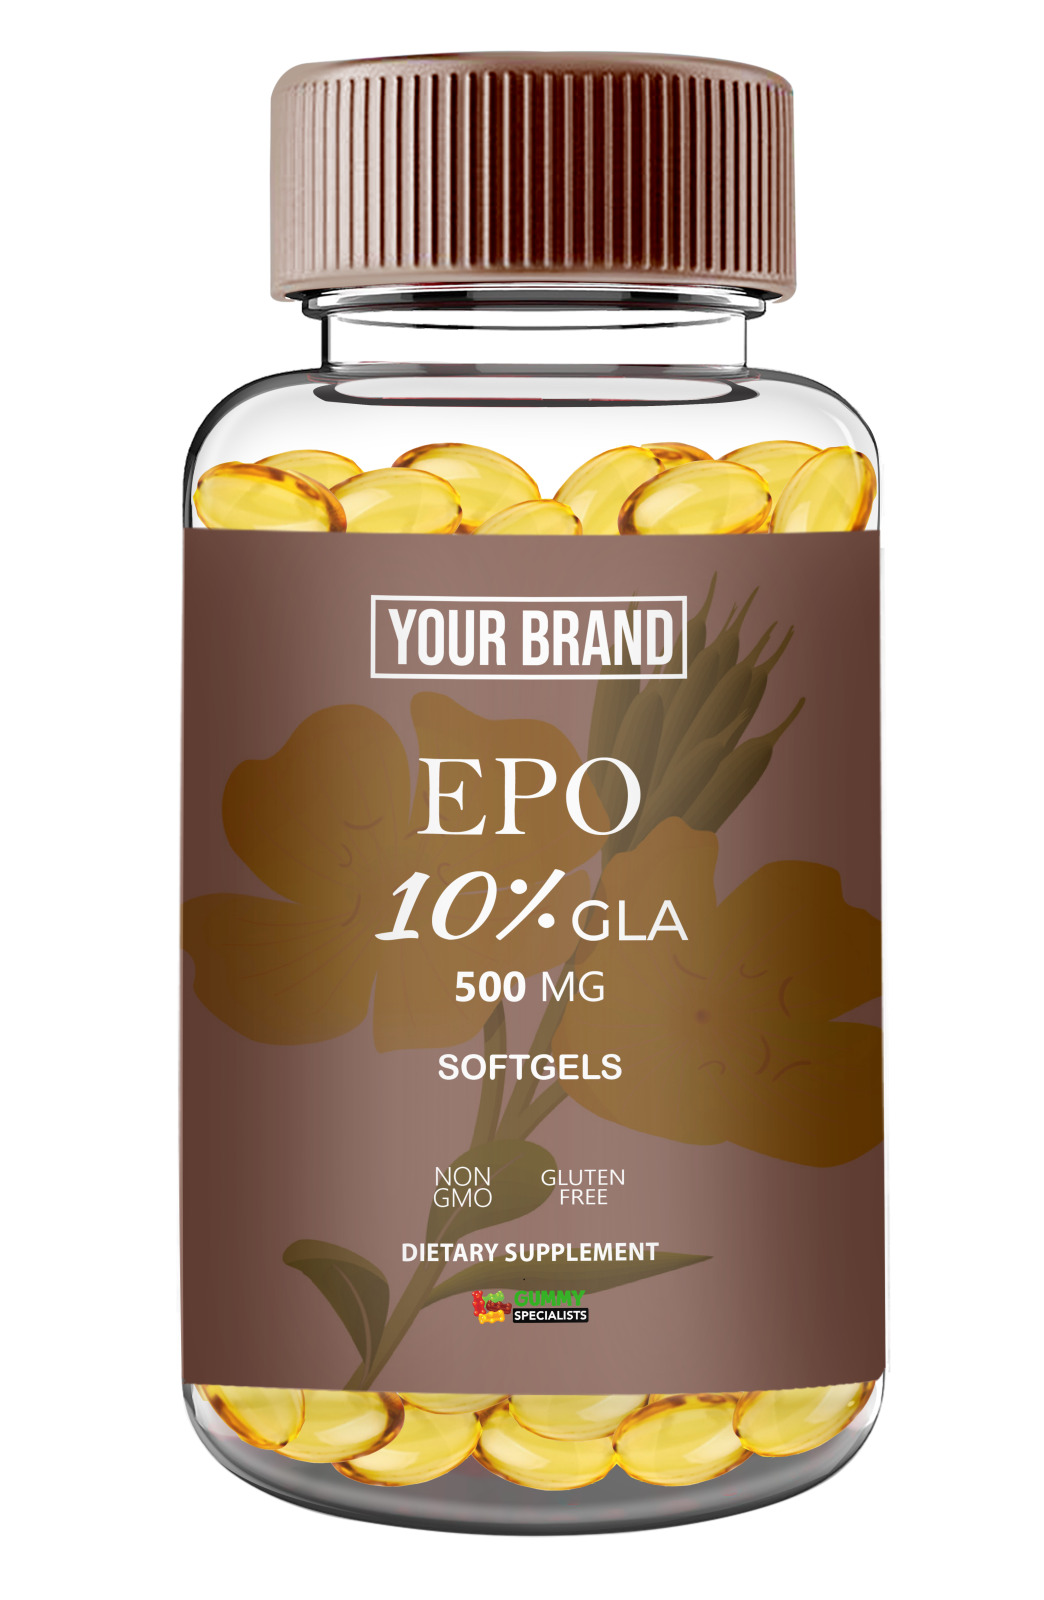 YOUR BRAND
EPO
10% GLA
500 MG
SOFTGELS
NON GMO
GLUTEN FREE
DIETARY SUPPLEMENT
GUMMY
SPECIALISTS